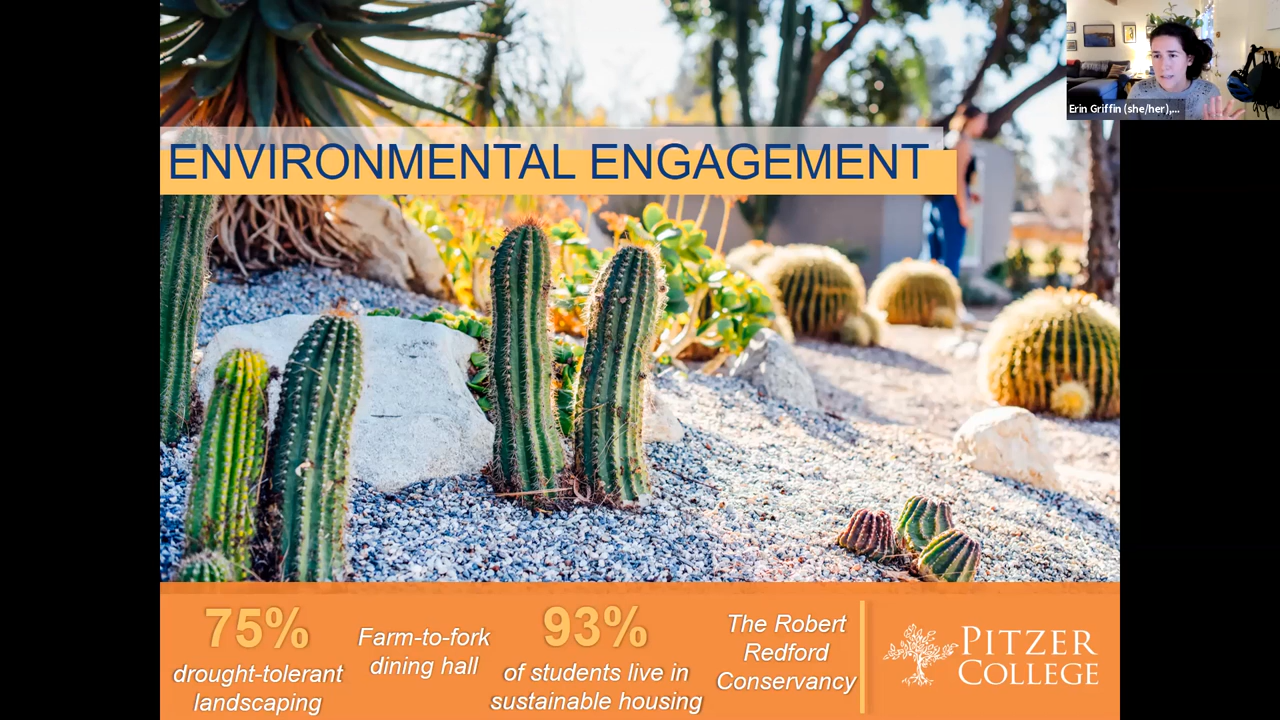 Erin Griffin (she/her),...
ENVIRONMENTAL ENGAGEMENT
75%
drought-tolerant
landscaping
Farm-to-fork
dining hall
93%
of students live in
sustainable housing
The Robert
Redford
Conservancy
PITZER
COLLEGE